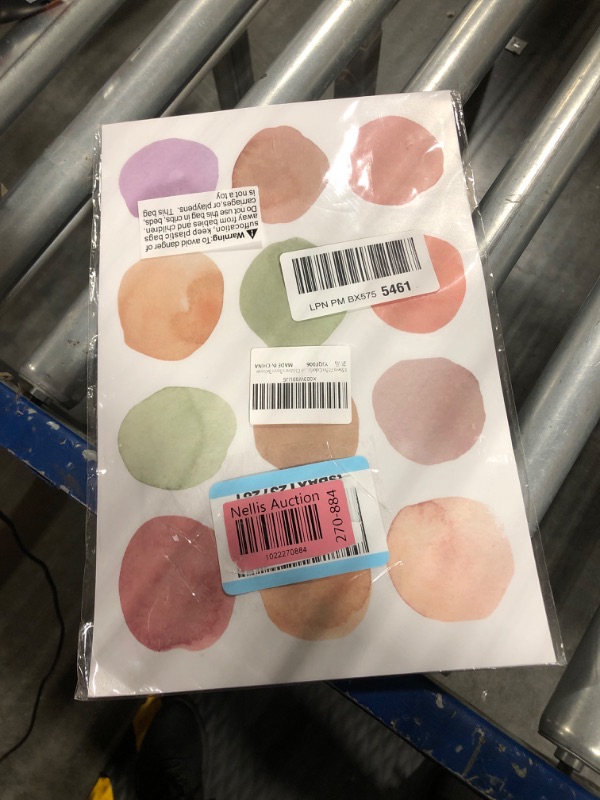 ⚠ Warning: To avoid danger of
suffocation, keep plastic bags
away from babies and children.
Do not use this bag in cribs, beds,
carriages or playpens. This bag
is not a toy
LPN PM BX575 5461
MADE IN CHINA
Nellis Auction
270-884
1022270884